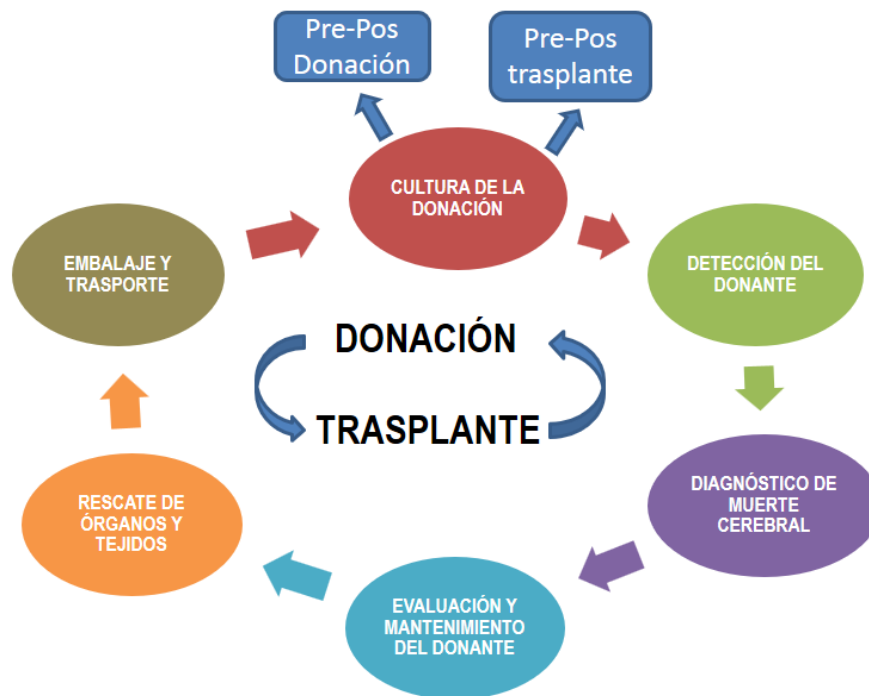 Pre-Pos
Donación
Pre-Pos
trasplante
CULTURA DE LA
DONACIÓN
EMBALAJE Y
TRASPORTE
DETECCIÓN DEL
DONANTE
DONACIÓN
TRASPLANTE
RESCATE DE
ÓRGANOS Y
TEJIDOS
DIAGNÓSTICO DE
MUERTE
CEREBRAL
EVALUACIÓN Y
MANTENIMIENTO
DEL DONANTE